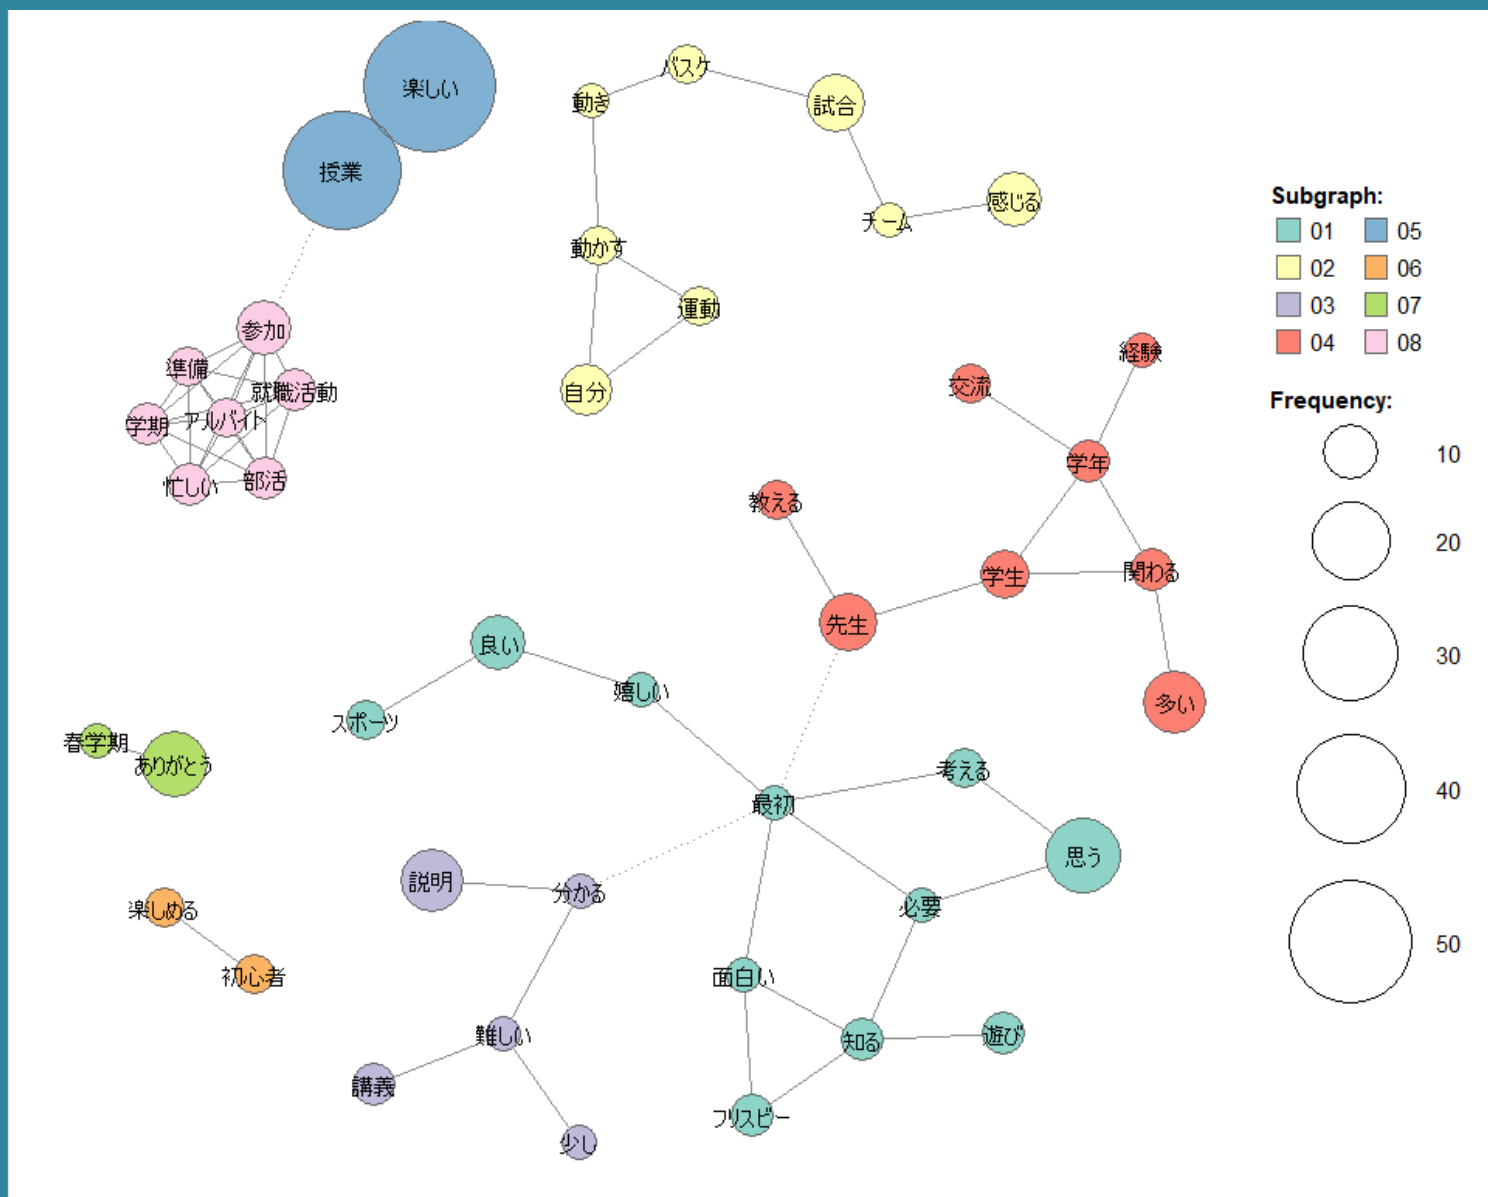 楽しい
授業
バスケ
動き
試合
チーム
感じる
動かす
運動
自分
参加
準備
就職活動
学期
アルバイト
忙しい
部活
経験
交流
学年
教える
学生
関わる
先生
多い
良い
嬉しい
スポーツ
春学期
ありがとう
最初
考える
思う
説明
分かる
必要
楽しめる
初心者
面白い
難しい
知る
遊び
講義
フリスビー
少し
Subgraph:
01 05
02 06
03 07
04 08
Frequency:
10
20
30
40
50